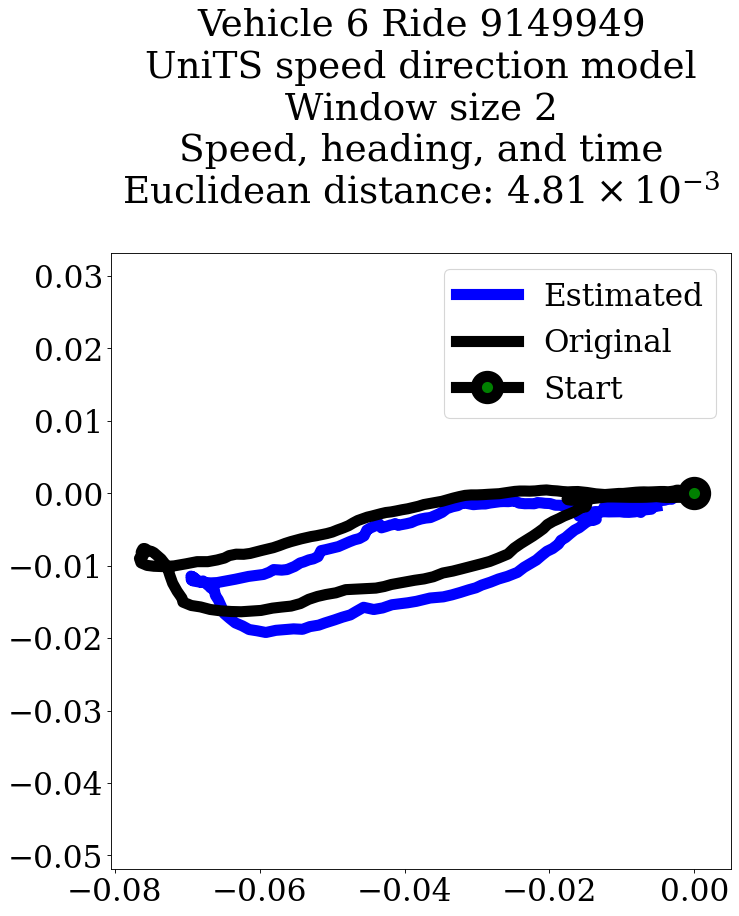 Vehicle 6 Ride 9149949
UniTS speed direction model
Window size 2
Speed, heading, and time
Euclidean distance: 4.81 × 10⁻³
Estimated
Original
Start
0.03
0.02
0.01
0.00
−0.01
−0.02
−0.03
−0.04
−0.05
−0.08 −0.06 −0.04 −0.02 0.00